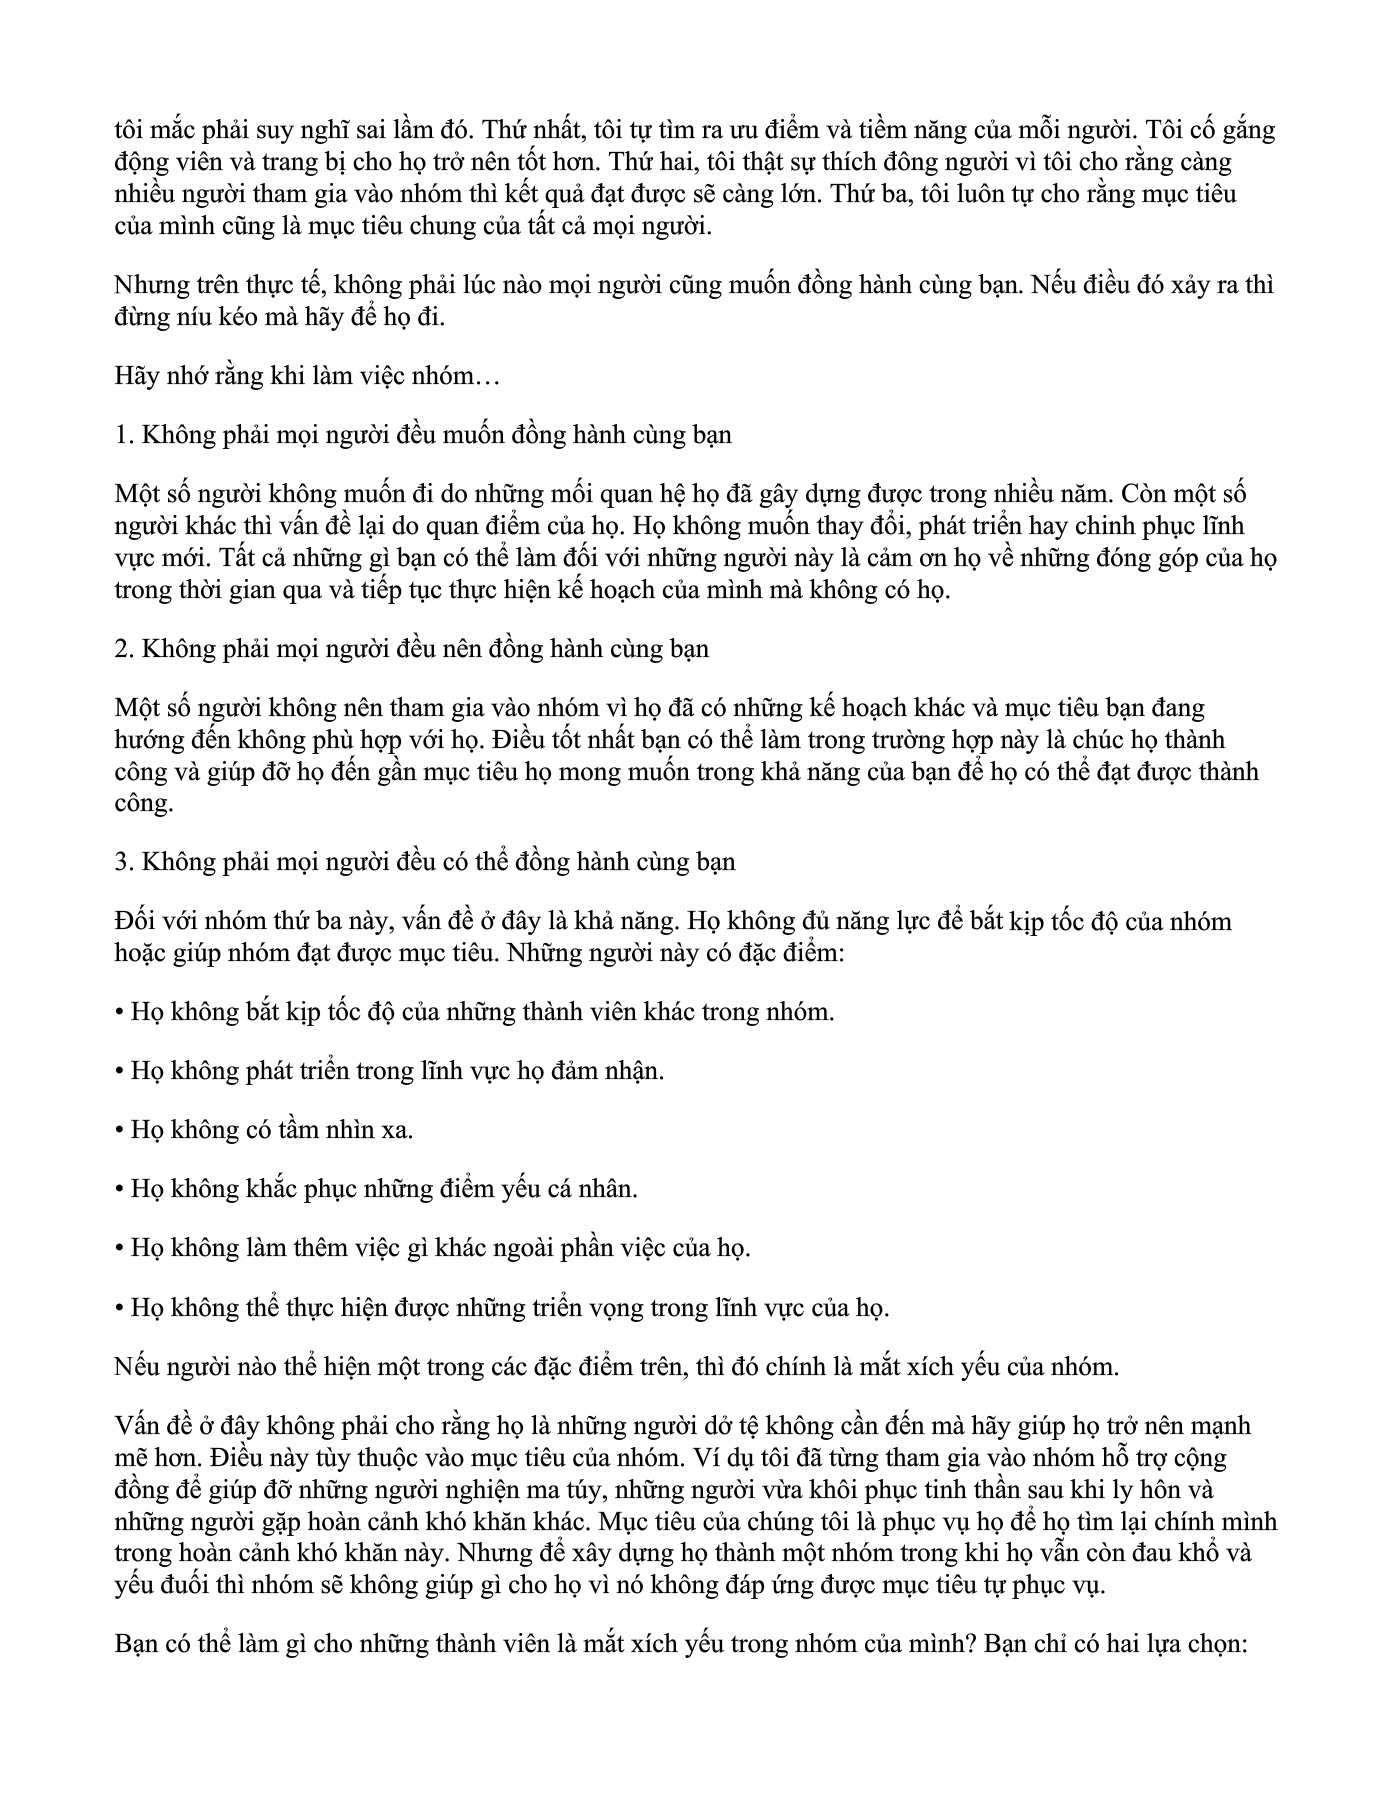 tôi mắc phải suy nghĩ sai lầm đó. Thứ nhất, tôi tự tìm ra ưu điểm và tiềm năng của mỗi người. Tôi cố gắng
động viên và trang bị cho họ trở nên tốt hơn. Thứ hai, tôi thật sự thích đông người vì tôi cho rằng càng
nhiều người tham gia vào nhóm thì kết quả đạt được sẽ càng lớn. Thứ ba, tôi luôn tự cho rằng mục tiêu
của mình cũng là mục tiêu chung của tất cả mọi người.
Nhưng trên thực tế, không phải lúc nào mọi người cũng muốn đồng hành cùng bạn. Nếu điều đó xảy ra thì
đừng níu kéo mà hãy để họ đi.
Hãy nhớ rằng khi làm việc nhóm…
1. Không phải mọi người đều muốn đồng hành cùng bạn
Một số người không muốn đi do những mối quan hệ họ đã gây dựng được trong nhiều năm. Còn một số
người khác thì vấn đề lại do quan điểm của họ. Họ không muốn thay đổi, phát triển hay chinh phục lĩnh
vực mới. Tất cả những gì bạn có thể làm đối với những người này là cảm ơn họ về những đóng góp của họ
trong thời gian qua và tiếp tục thực hiện kế hoạch của mình mà không có họ.
2. Không phải mọi người đều nên đồng hành cùng bạn
Một số người không nên tham gia vào nhóm vì họ đã có những kế hoạch khác và mục tiêu bạn đang
hướng đến không phù hợp với họ. Điều tốt nhất bạn có thể làm trong trường hợp này là chúc họ thành
công và giúp đỡ họ đến gần mục tiêu họ mong muốn trong khả năng của bạn để họ có thể đạt được thành
công.
3. Không phải mọi người đều có thể đồng hành cùng bạn
Đối với nhóm thứ ba này, vấn đề ở đây là khả năng. Họ không đủ năng lực để bắt kịp tốc độ của nhóm
hoặc giúp nhóm đạt được mục tiêu. Những người này có đặc điểm:
• Họ không bắt kịp tốc độ của những thành viên khác trong nhóm.
• Họ không phát triển trong lĩnh vực họ đảm nhận.
• Họ không có tầm nhìn xa.
• Họ không khắc phục những điểm yếu cá nhân.
• Họ không làm thêm việc gì khác ngoài phần việc của họ.
• Họ không thể thực hiện được những triển vọng trong lĩnh vực của họ.
Nếu người nào thể hiện một trong các đặc điểm trên, thì đó chính là mắt xích yếu của nhóm.
Vấn đề ở đây không phải cho rằng họ là những người dở tệ không cần đến mà hãy giúp họ trở nên mạnh
mẽ hơn. Điều này tùy thuộc vào mục tiêu của nhóm. Ví dụ tôi đã từng tham gia vào nhóm hỗ trợ cộng
đồng để giúp đỡ những người nghiện ma túy, những người vừa khôi phục tinh thần sau khi ly hôn và
những người gặp hoàn cảnh khó khăn khác. Mục tiêu của chúng tôi là phục vụ họ để họ tìm lại chính mình
trong hoàn cảnh khó khăn này. Nhưng để xây dựng họ thành một nhóm trong khi họ vẫn còn đau khổ và
yếu đuối thì nhóm sẽ không giúp gì cho họ vì nó không đáp ứng được mục tiêu tự phục vụ.
Bạn có thể làm gì cho những thành viên là mắt xích yếu trong nhóm của mình? Bạn chỉ có hai lựa chọn: